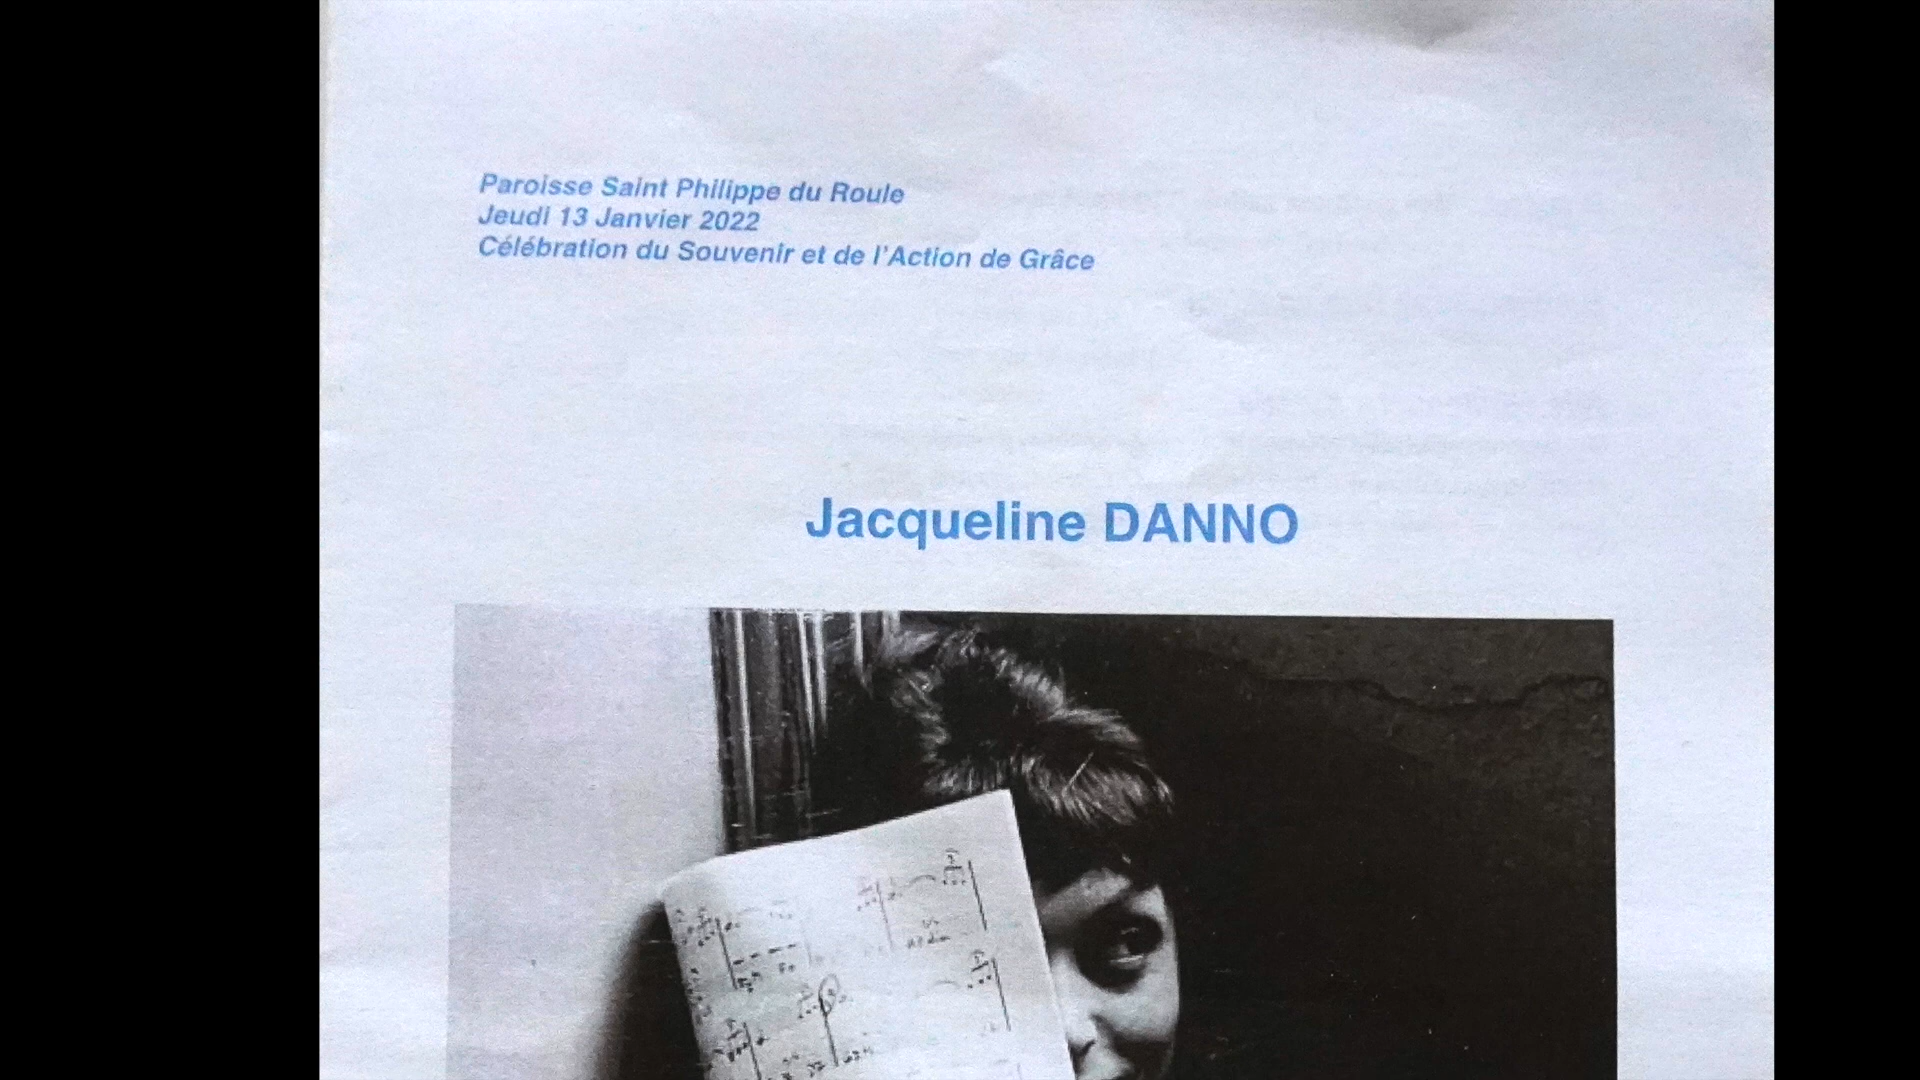 Paroisse Saint Philippe du Roule
Jeudi 13 Janvier 2022
Célébration du Souvenir et de l'Action de Grâce
Jacqueline DANNO